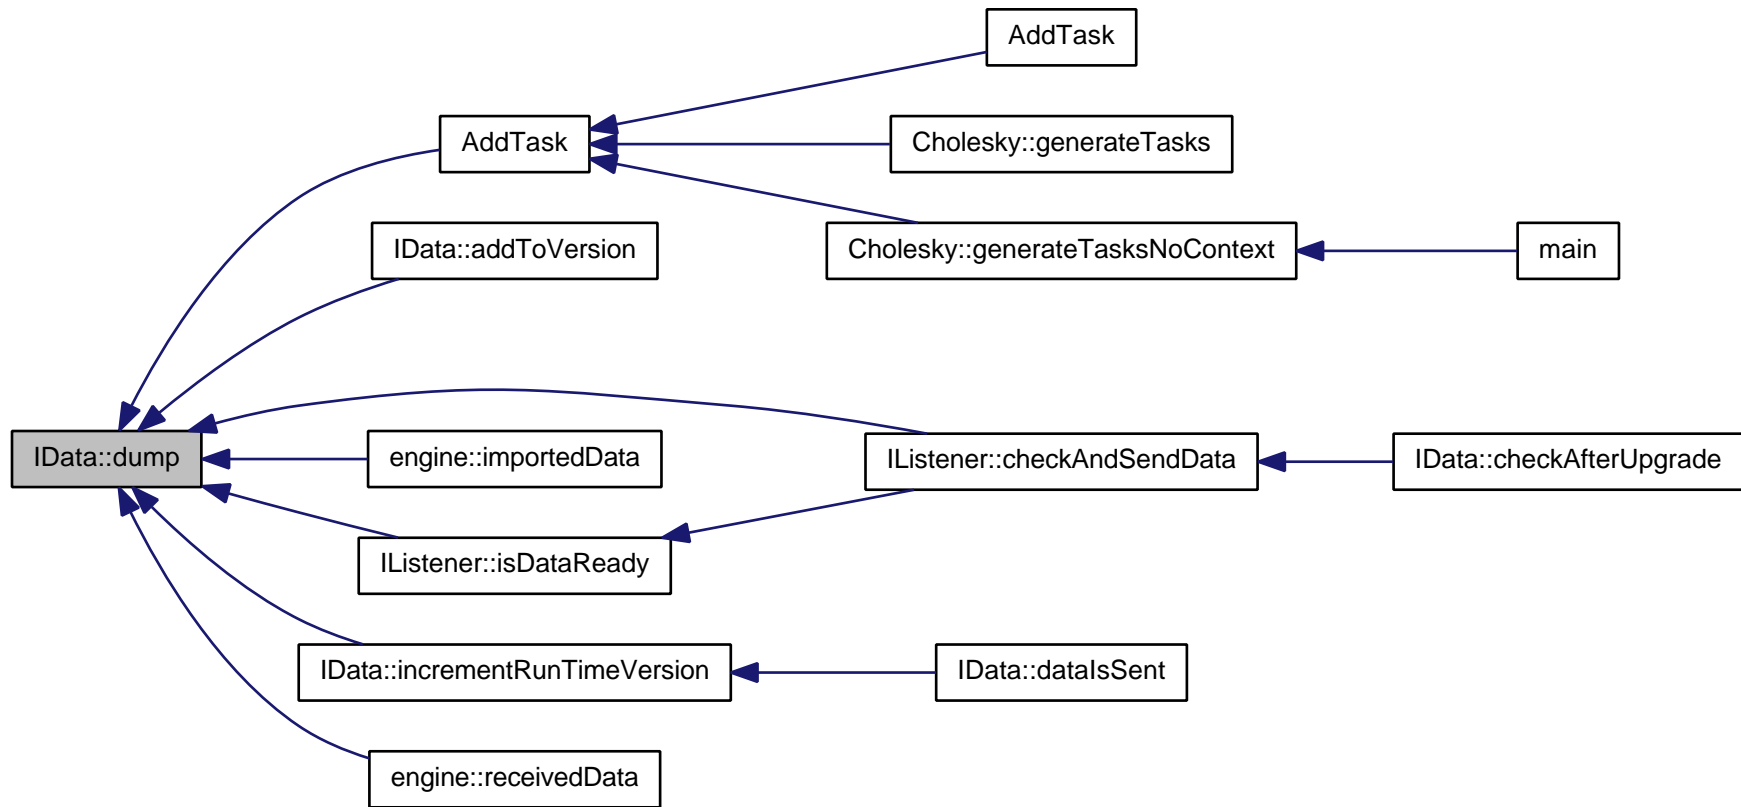 AddTask
AddTask
Cholesky::generateTasks
IData::addToVersion
Cholesky::generateTasksNoContext
main
IData::dump
engine::importedData
IListener::checkAndSendData
IData::checkAfterUpgrade
IListener::isDataReady
IData::incrementRunTimeVersion
IData::dataIsSent
engine::receivedData